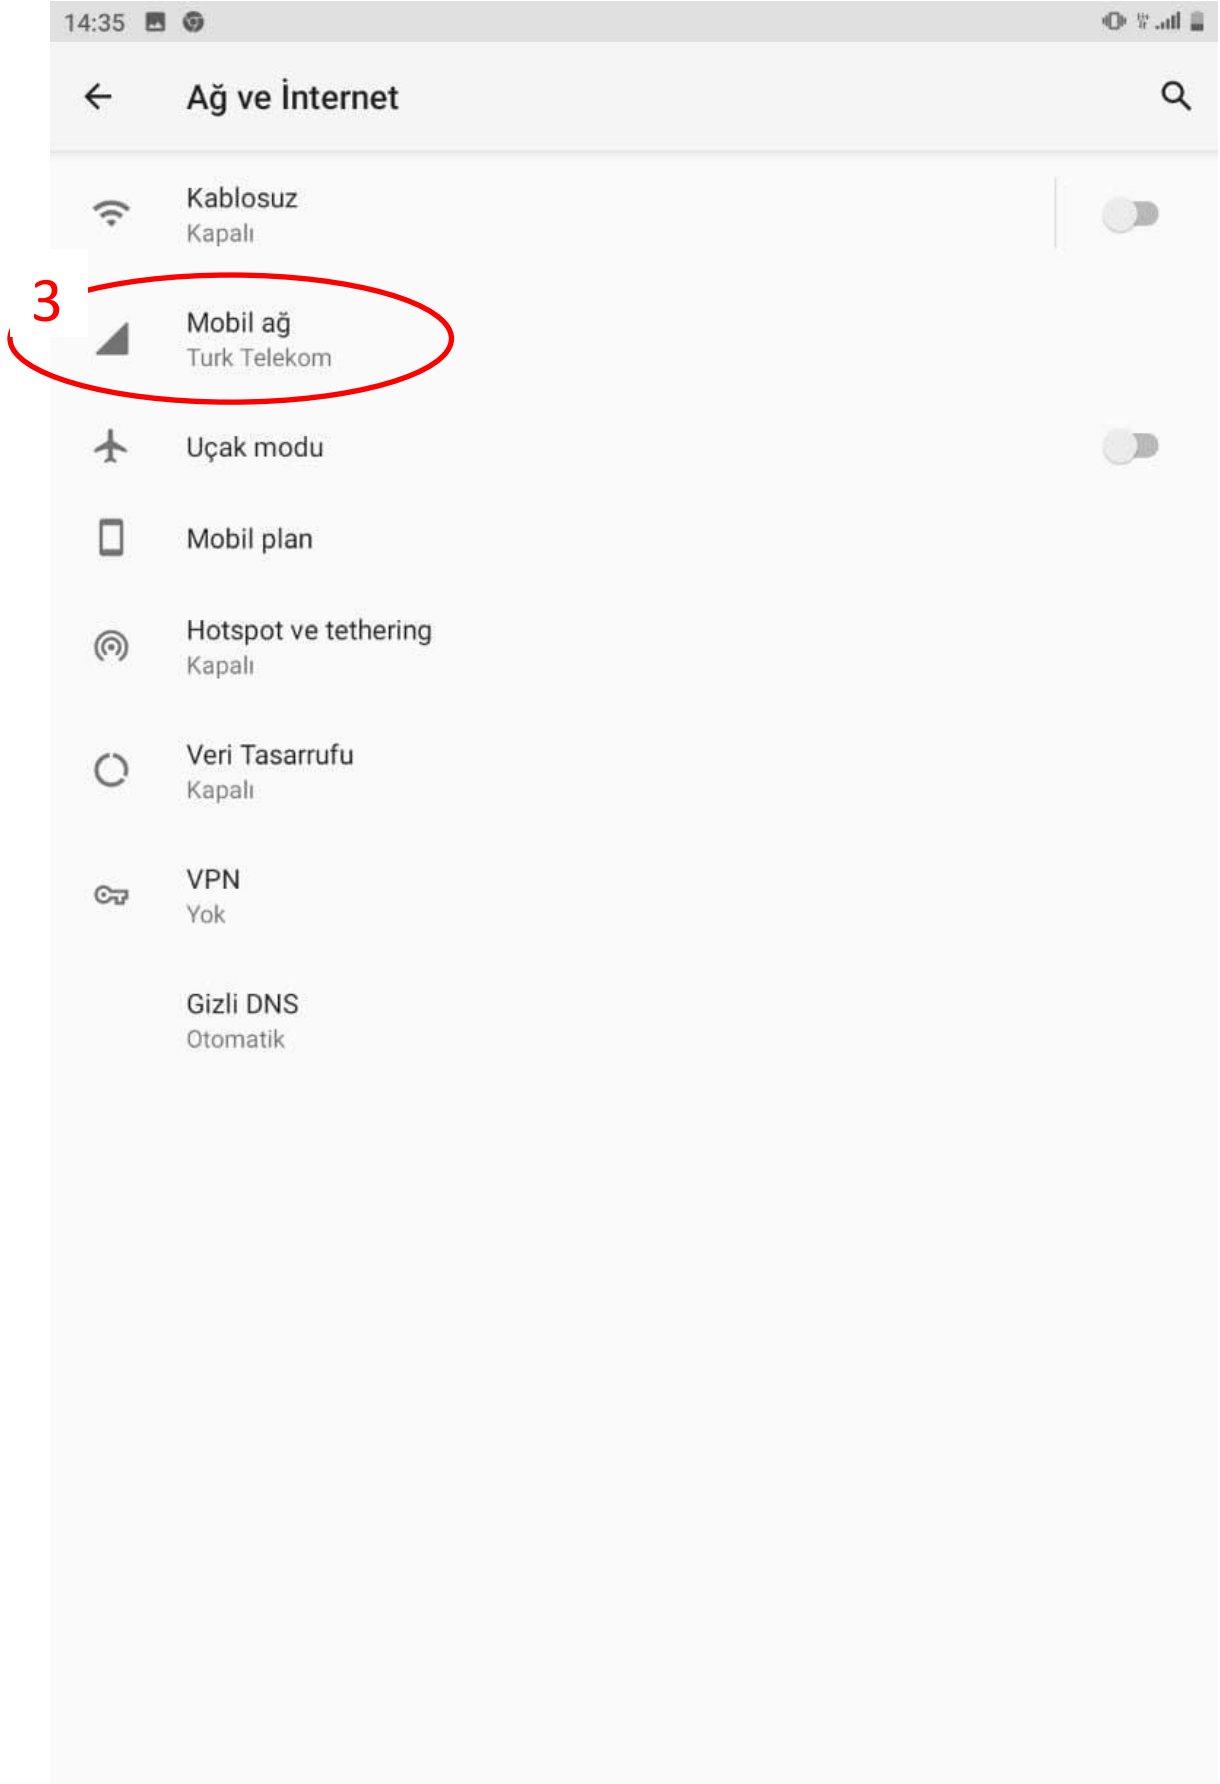 14:35
Ağ ve İnternet
Kablosuz
Kapalı
3
Mobil ağ
Turk Telekom
Uçak modu
Mobil plan
Hotspot ve tethering
Kapalı
Veri Tasarrufu
Kapalı
VPN
Yok
Gizli DNS
Otomatik